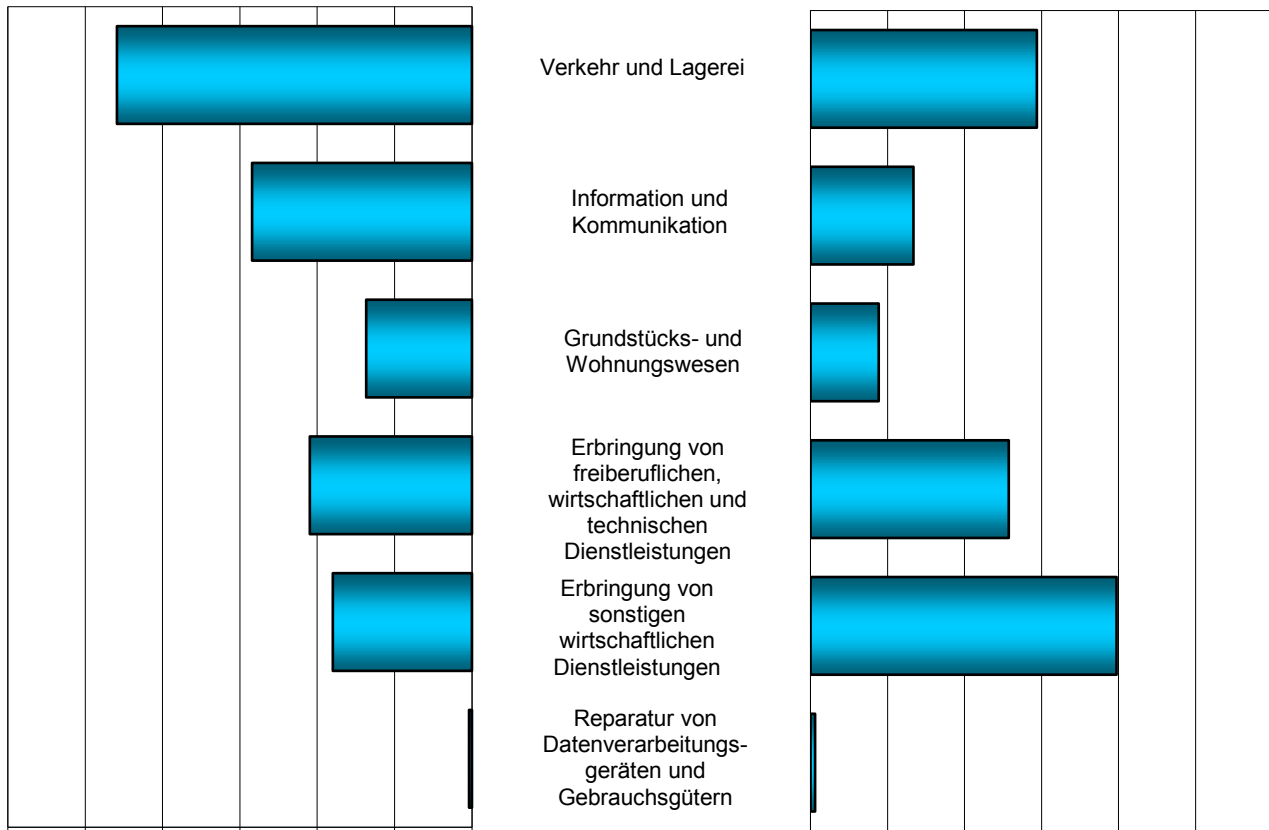 Verkehr und Lagerei
Information und
Kommunikation
Grundstücks- und
Wohnungswesen
Erbringung von
freiberuflichen,
wirtschaftlichen und
technischen
Dienstleistungen
Erbringung von
sonstigen
wirtschaftlichen
Dienstleistungen
Reparatur von
Datenverarbeitungs-
geräten und
Gebrauchsgütern